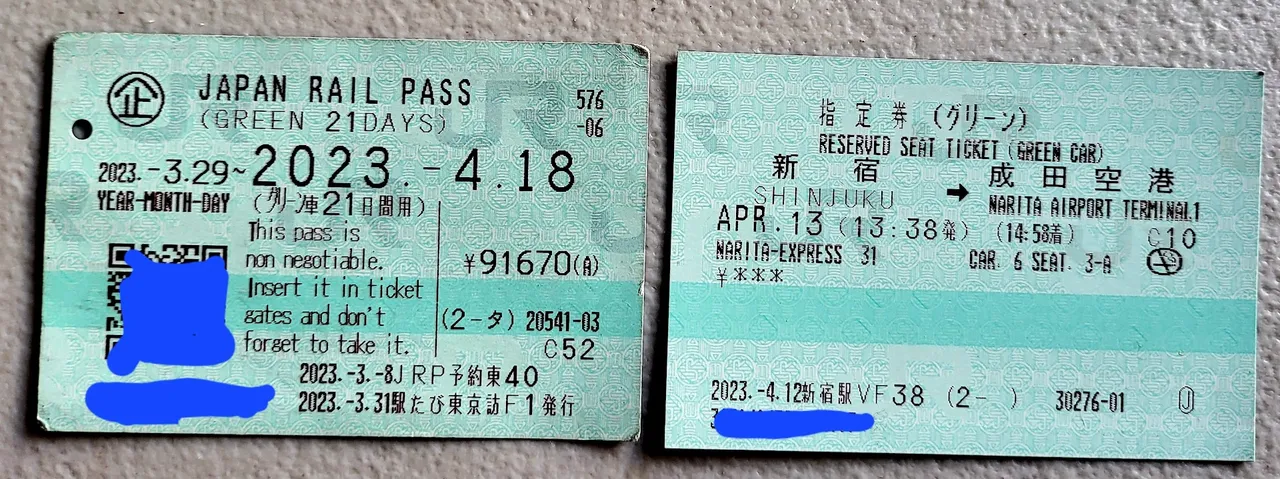 企 JAPAN RAIL PASS
(GREEN 21DAYS)
576
-06
2023.-3.29~2023.-4.18
YEAR-MONTH-DAY (グリーン車21日間用)
This pass is
non negotiable.
Insert it in ticket
gates and don't
forget to take it.
¥91670(A)
(2-タ) 20541-03
C52
2023.-3.-8JRP予約東40
2023.-3.31駅たび東京訪F1発行
指定券 (グリーン)
RESERVED SEAT TICKET (GREEN CAR)
新宿 → 成田空港
SHINJUKU NARITA AIRPORT TERMINAL1
APR.13 (13:38発) (14:58着) C10
NARITA-EXPRESS 31 CAR. 6 SEAT. 3-A
¥***
2023.-4.12新宿駅VF38 (2- ) 30276-01